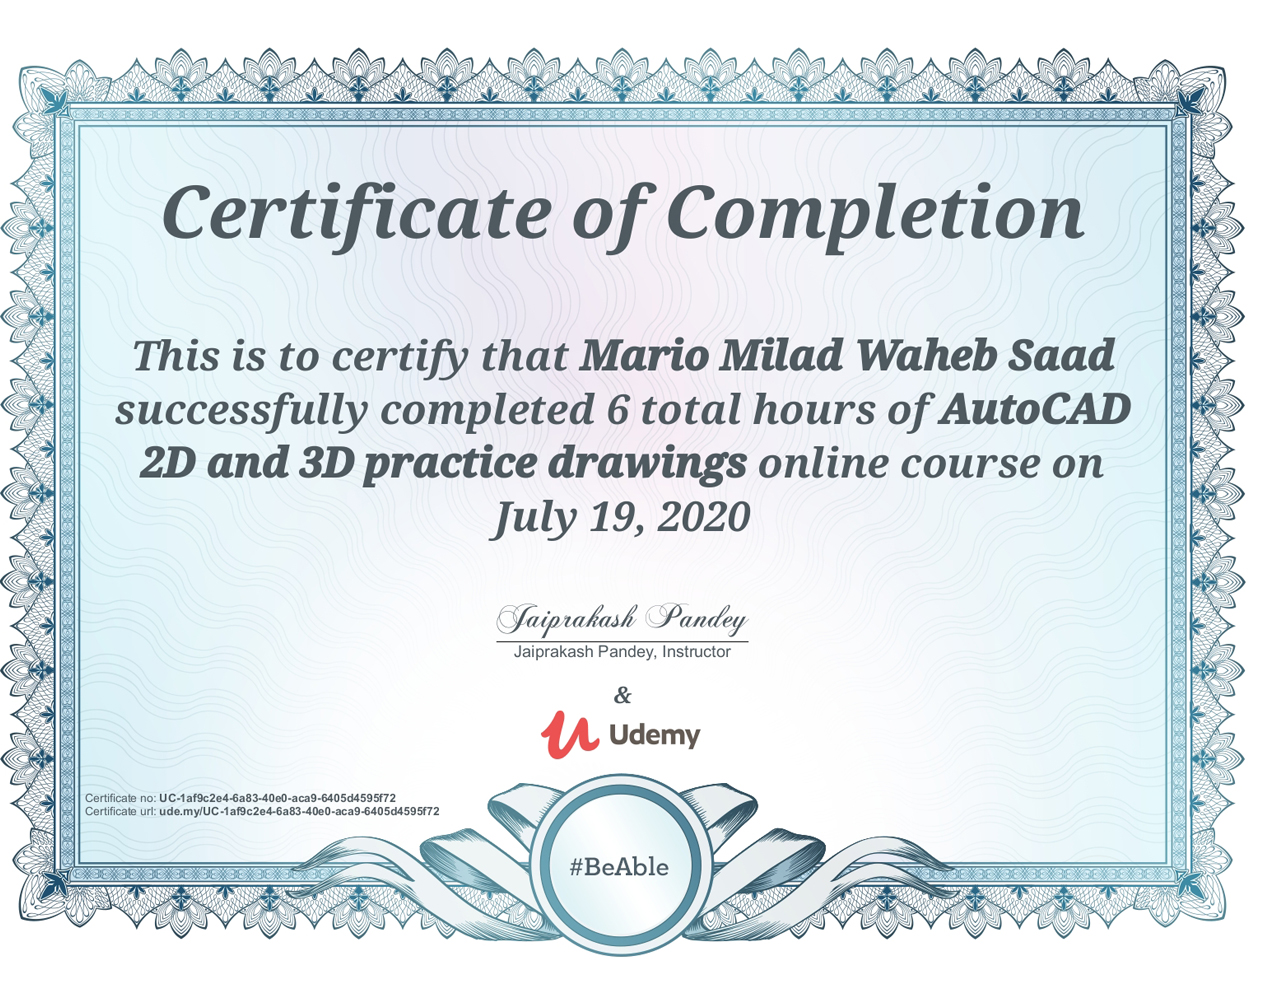 Certificate of Completion
This is to certify that Mario Milad Waheb Saad
successfully completed 6 total hours of AutoCAD
2D and 3D practice drawings online course on
July 19, 2020
Jaiprakash Pandey
Jaiprakash Pandey, Instructor
&
Udemy
Certificate no: UC-1af9c2e4-6a83-40e0-aca9-6405d4595f72
Certificate url: ude.my/UC-1af9c2e4-6a83-40e0-aca9-6405d4595f72
#BeAble